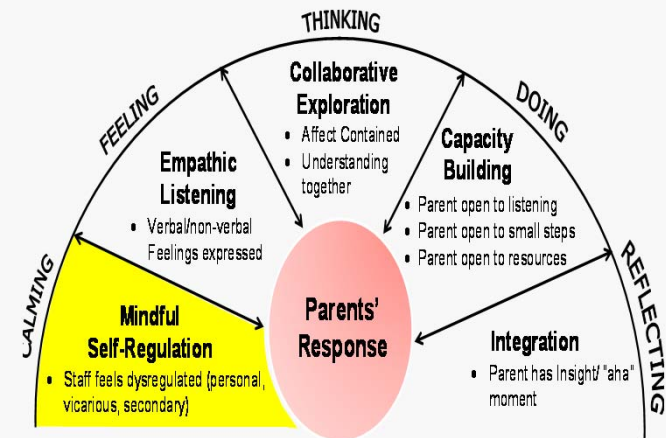 THINKING
FEELING
DOING
CALMING
REFLECTING
Collaborative
Exploration
• Affect Contained
• Understanding
together
Empathic
Listening
• Verbal/non-verbal
Feelings expressed
Capacity
Building
• Parent open to listening
• Parent open to small steps
• Parent open to resources
Mindful
Self-Regulation
• Staff feels dysregulated (personal,
vicarious, secondary)
Parents'
Response
Integration
• Parent has Insight/ "aha"
moment